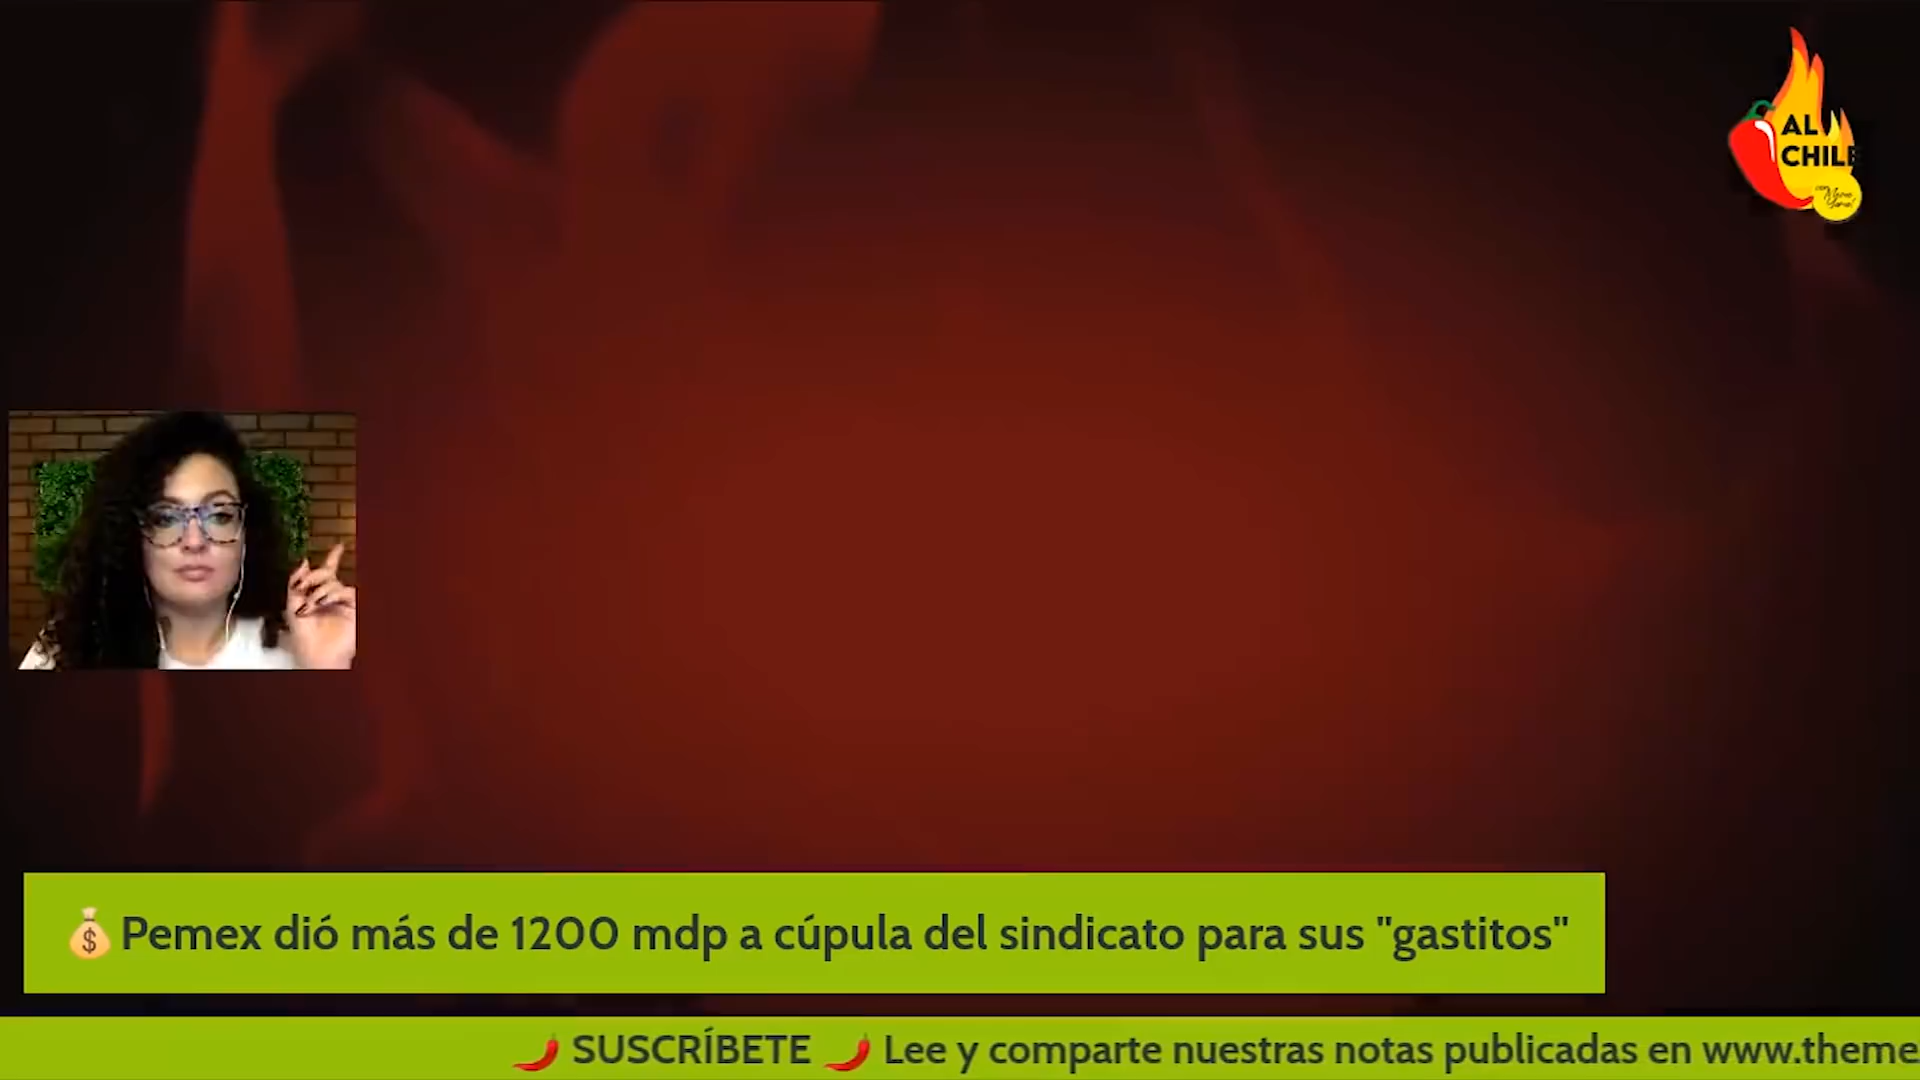 AL
CHILE
Pemex dió más de 1200 mdp a cúpula del sindicato para sus "gastitos"
SUSCRÍBETE Lee y comparte nuestras notas publicadas en www.theme